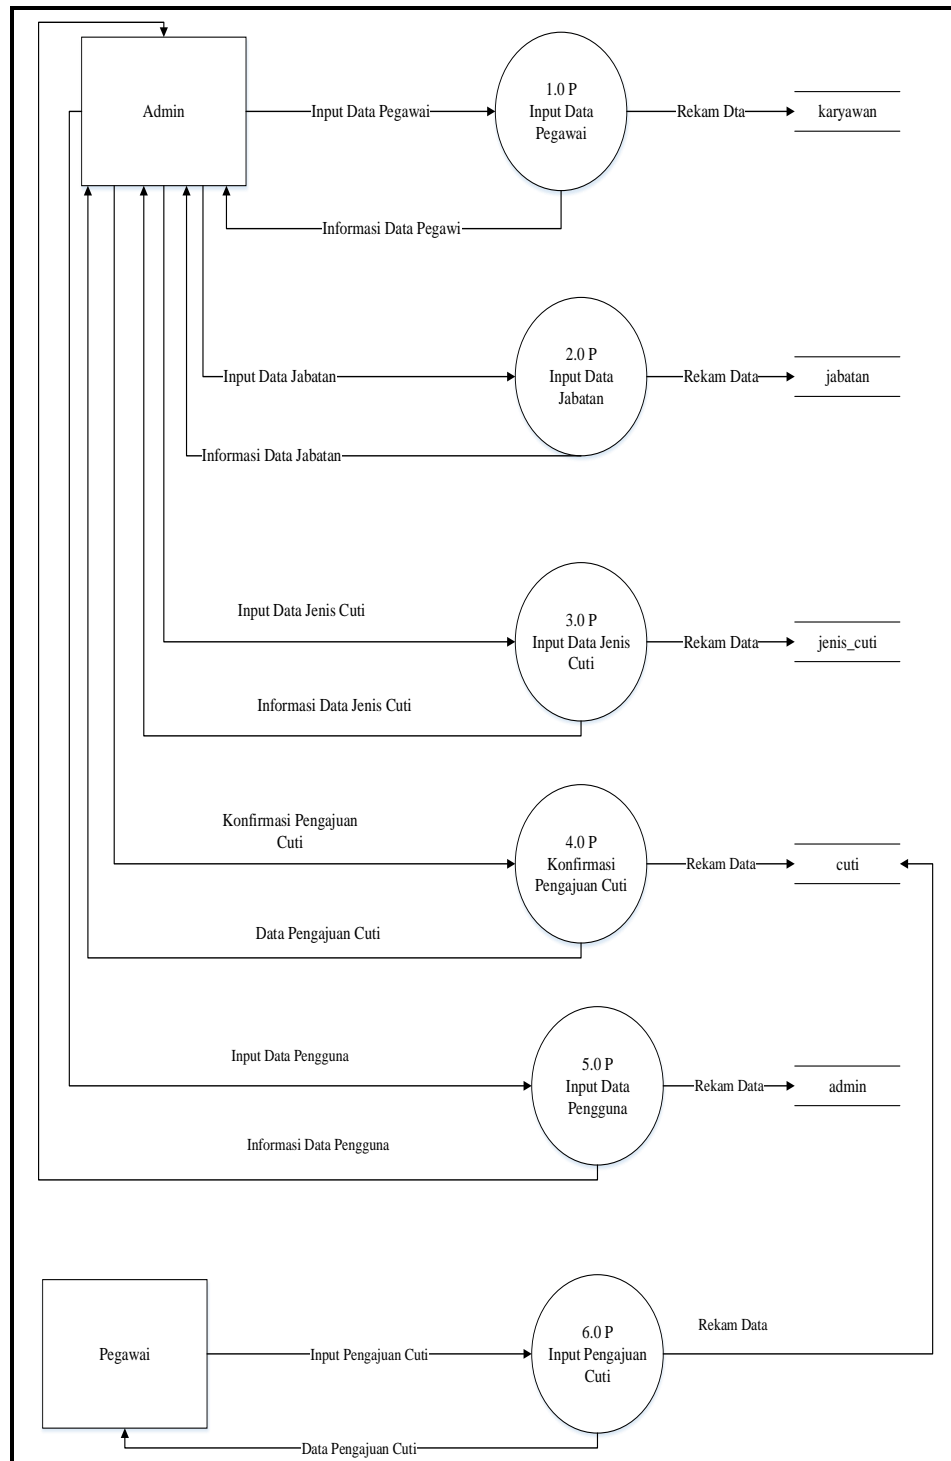 Admin
Input Data Pegawai
1.0 P
Input Data
Pegawai
Rekam Dta
karyawan
Informasi Data Pegawi
Input Data Jabatan
2.0 P
Input Data
Jabatan
Rekam Data
jabatan
Informasi Data Jabatan
Input Data Jenis Cuti
3.0 P
Input Data Jenis
Cuti
Rekam Data
jenis_cuti
Informasi Data Jenis Cuti
Konfirmasi Pengajuan
Cuti
4.0 P
Konfirmasi
Pengajuan Cuti
Rekam Data
cuti
Data Pengajuan Cuti
Input Data Pengguna
5.0 P
Input Data
Pengguna
Rekam Data
admin
Informasi Data Pengguna
Pegawai
Input Pengajuan Cuti
6.0 P
Input Pengajuan
Cuti
Rekam Data
Data Pengajuan Cuti